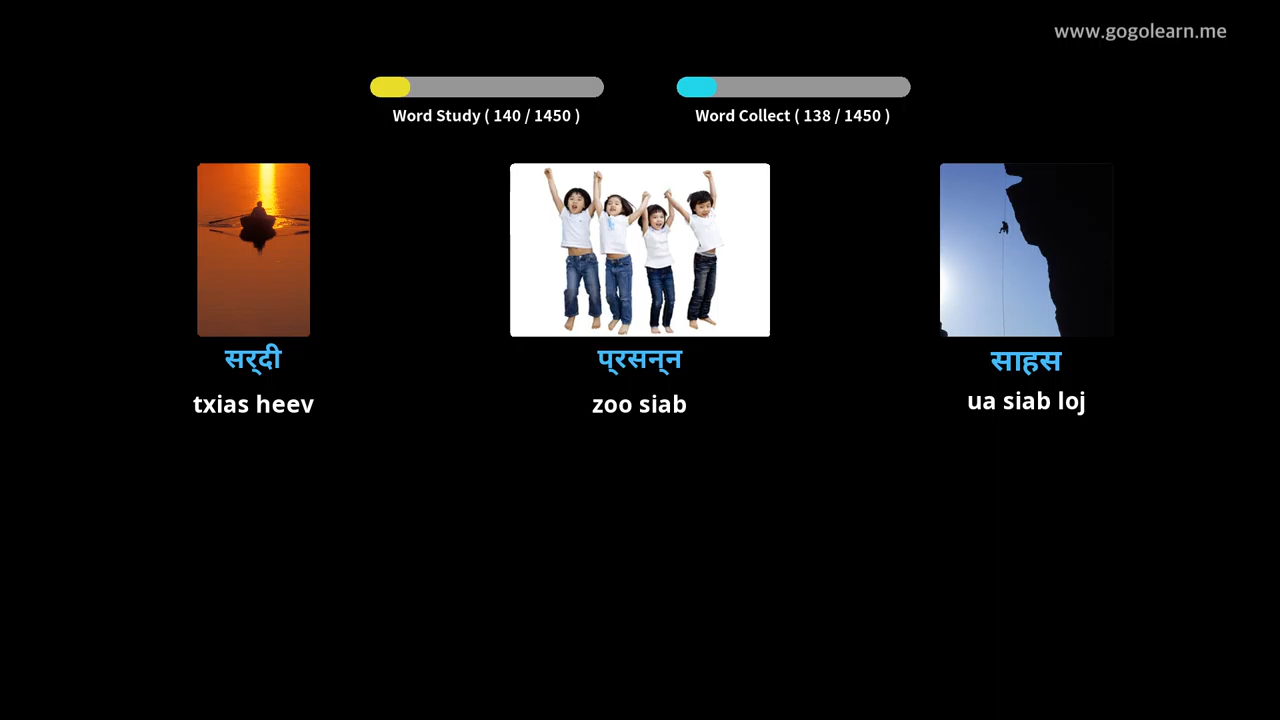 www.gogolearn.me
Word Study ( 140 / 1450 )
Word Collect ( 138 / 1450 )
सर्दी
प्रसन्न
साहस
txias heev
zoo siab
ua siab loj